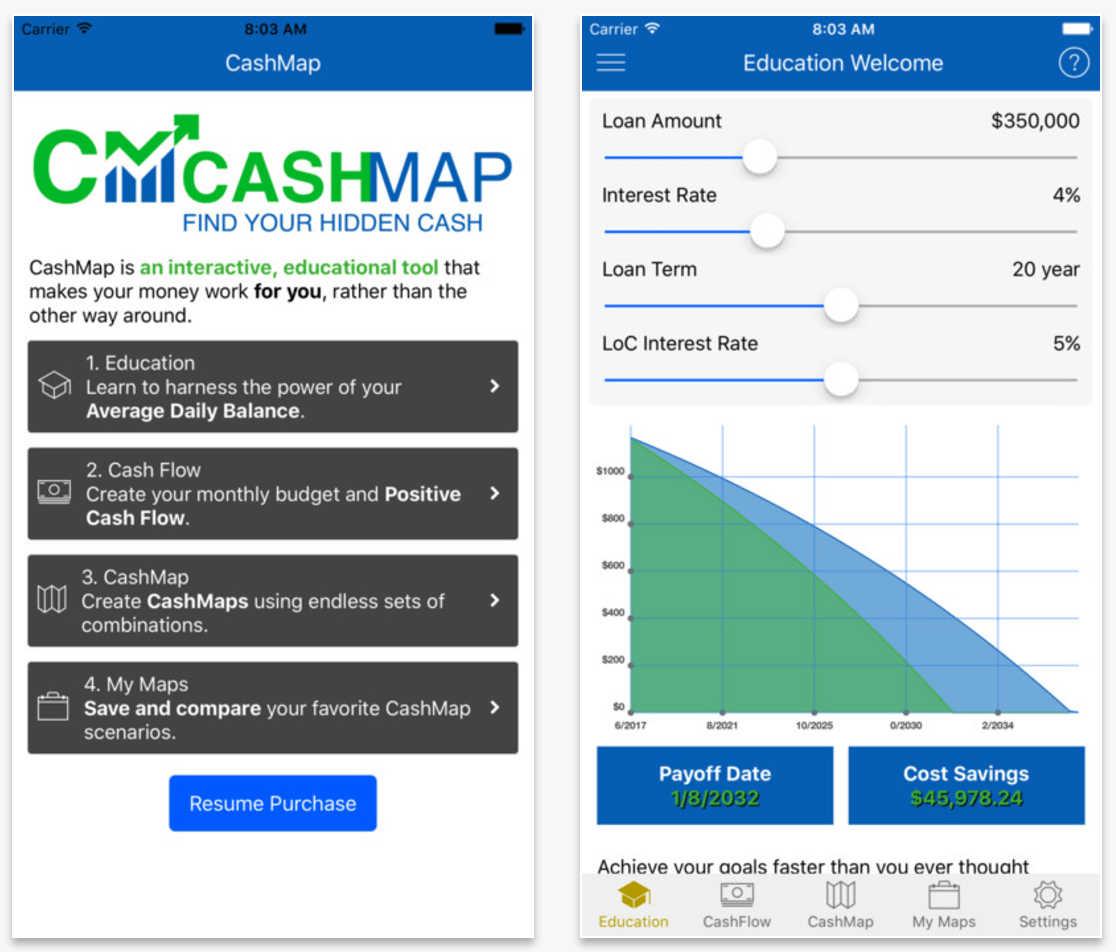 Carrier 8:03 AM
CashMap
CM CASHMAP
FIND YOUR HIDDEN CASH
CashMap is an interactive, educational tool that
makes your money work for you, rather than the
other way around.
1. Education
Learn to harness the power of your
Average Daily Balance.
2. Cash Flow
Create your monthly budget and Positive
Cash Flow.
3. CashMap
Create CashMaps using endless sets of
combinations.
4. My Maps
Save and compare your favorite CashMap
scenarios.
Resume Purchase
Carrier 8:03 AM
Education Welcome ?
Loan Amount $350,000
Interest Rate 4%
Loan Term 20 year
LoC Interest Rate 5%
$1000
$800
$600
$400
$200
$0
6/2017 8/2021 10/2025 0/2030 2/2034
Payoff Date Cost Savings
1/8/2032 $45,978.24
Achieve your goals faster than you ever thought
Education CashFlow CashMap My Maps Settings